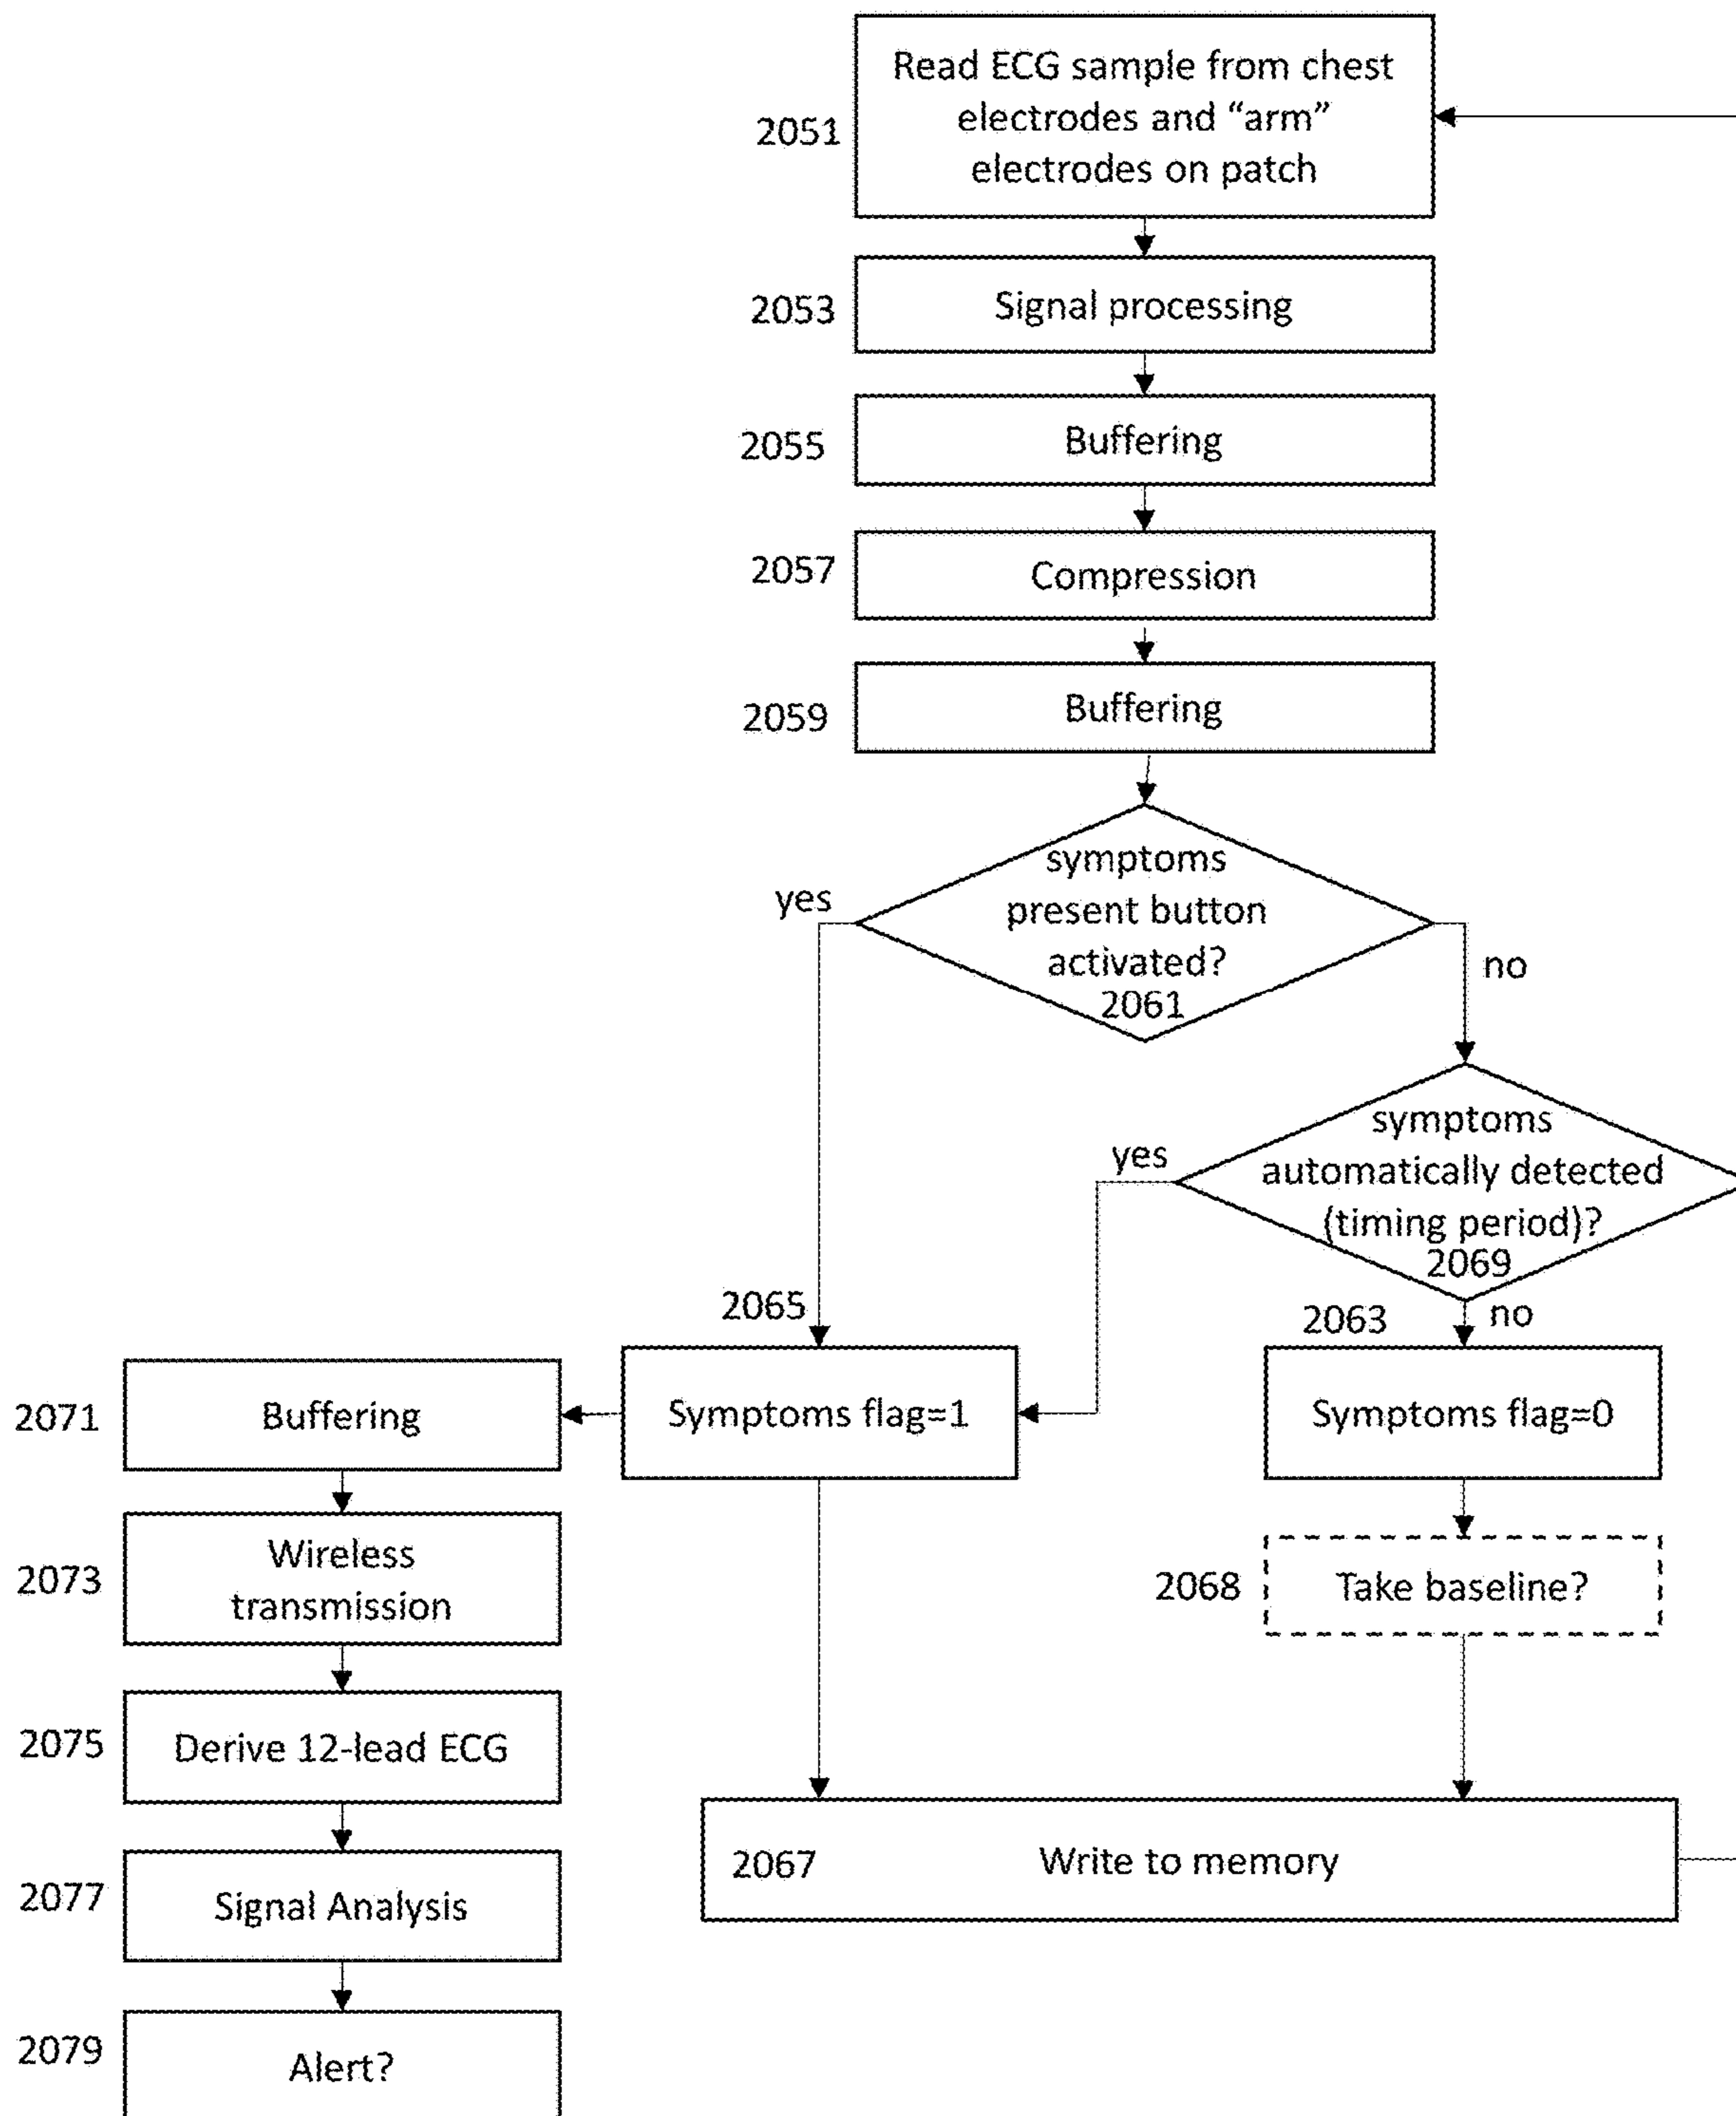 Read ECG sample from chest
electrodes and “arm”
electrodes on patch
2051
Signal processing
2053
Buffering
2055
Compression
2057
Buffering
2059
symptoms
present button
activated?
2061
yes
no
symptoms
automatically detected
(timing period)?
2069
yes
no
2065
Symptoms flag=1
2063
Symptoms flag=0
2071
Buffering
2073
Wireless
transmission
2068
Take baseline?
2075
Derive 12-lead ECG
2067
Write to memory
2077
Signal Analysis
2079
Alert?